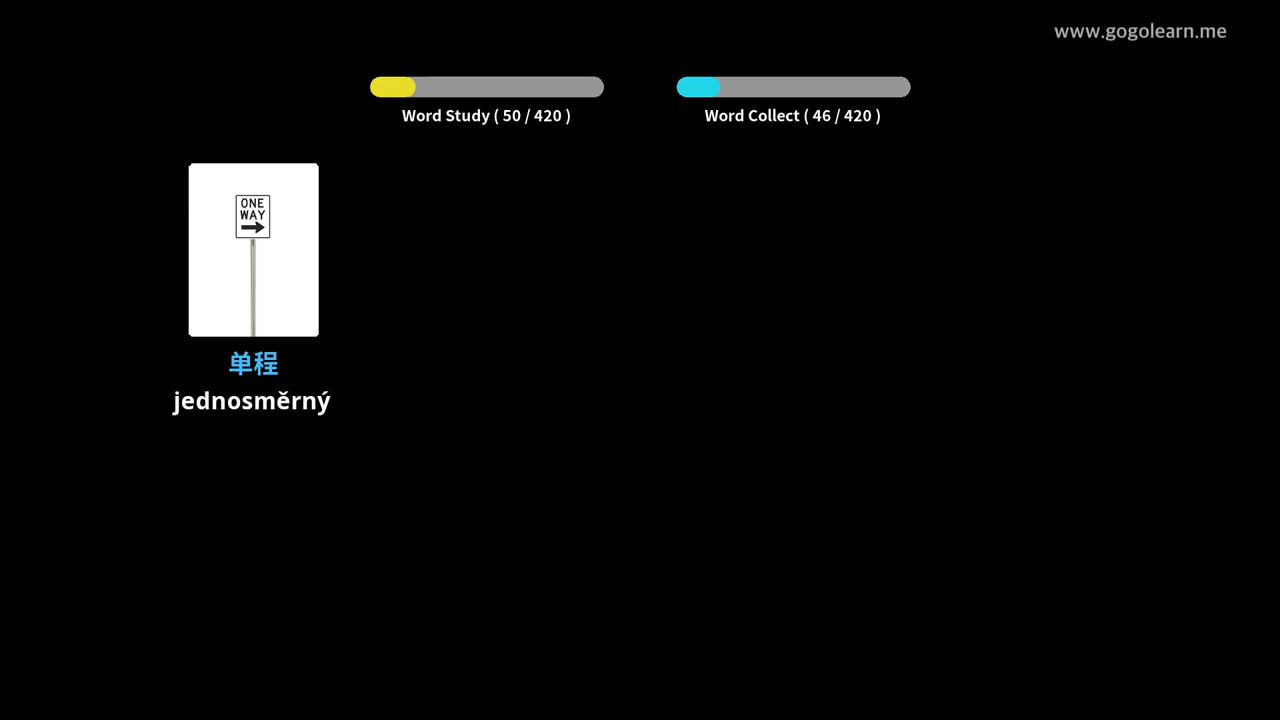 www.gogolearn.me
Word Study ( 50 / 420 )
Word Collect ( 46 / 420 )
ONE
WAY
单程
jednosměrný